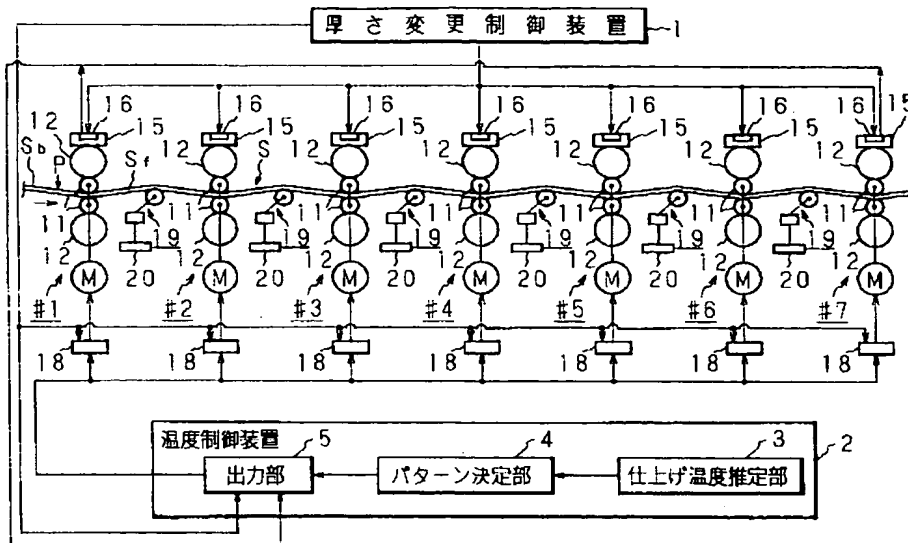 厚さ変更制御装置 1
16 16 16 16 16 16 16 15
12 15 12 15 12 15 12 15 12 15 12 15 12
Sb P Sf S
11 11 11 11 11 11 11
19 19 19 19 19 19
12 20 12 20 12 20 12 20 12 20 12 20 12
M M M M M M M
#1 #2 #3 #4 #5 #6 #7
18 18 18 18 18 18 18
温度制御装置 5 4 3 2
出力部 パターン決定部 仕上げ温度推定部